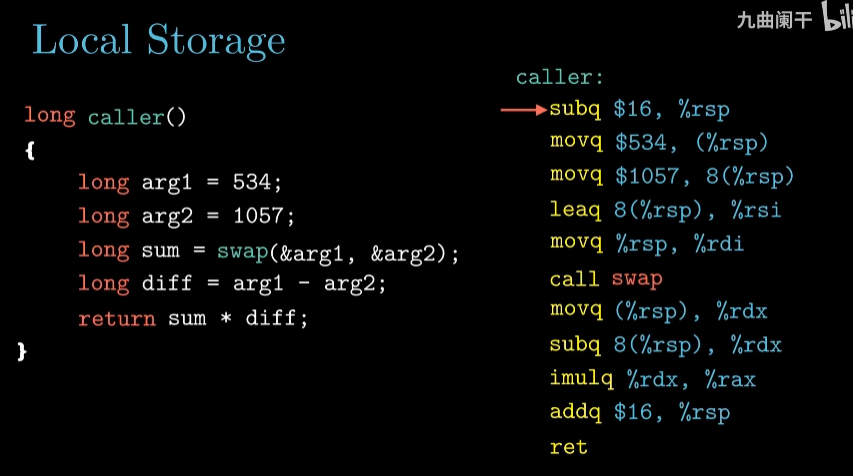 九曲阑干 bili
Local Storage
long caller()
{
long arg1 = 534;
long arg2 = 1057;
long sum = swap(&arg1, &arg2);
long diff = arg1 - arg2;
return sum * diff;
}
caller:
subq $16, %rsp
movq $534, (%rsp)
movq $1057, 8(%rsp)
leaq 8(%rsp), %rsi
movq %rsp, %rdi
call swap
movq (%rsp), %rdx
subq 8(%rsp), %rdx
imulq %rdx, %rax
addq $16, %rsp
ret